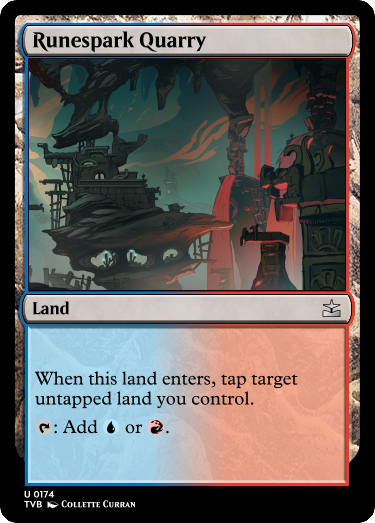 Runespark Quarry
Land
When this land enters, tap target
untapped land you control.
: Add or .
U 0174
TVB Collette Curran